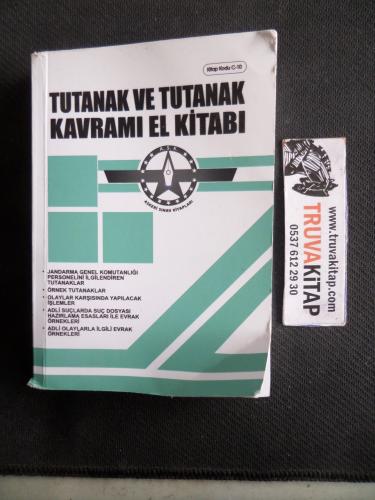 Kitap Kodu C-10
TUTANAK VE TUTANAK
KAVRAMI EL KİTABI
ASKERİ SINAV KİTAPLARI
• JANDARMA GENEL KOMUTANLIĞI
PERSONELİNİ İLGİLENDİREN
TUTANAKLAR
• ÖRNEK TUTANAKLAR
• OLAYLAR KARŞISINDA YAPILACAK
İŞLEMLER
• ADLİ SUÇLARDA SUÇ DOSYASI
HAZIRLAMA ESASLARI İLE EVRAK
ÖRNEKLERİ
• ADLİ OLAYLARLA İLGİLİ EVRAK
ÖRNEKLERİ
www.truvakitap.com
TRUVAKİTAP
0537 612 29 30